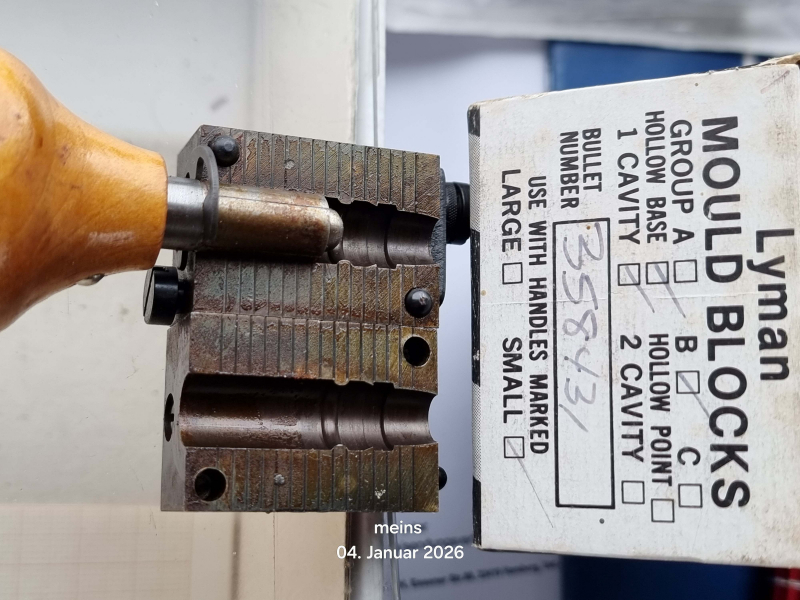 Lyman
MOULD BLOCKS
GROUP A B C
HOLLOW BASE HOLLOW POINT
1 CAVITY 2 CAVITY
BULLET
NUMBER 358431
USE WITH HANDLES MARKED
LARGE SMALL
meins
04. Januar 2026